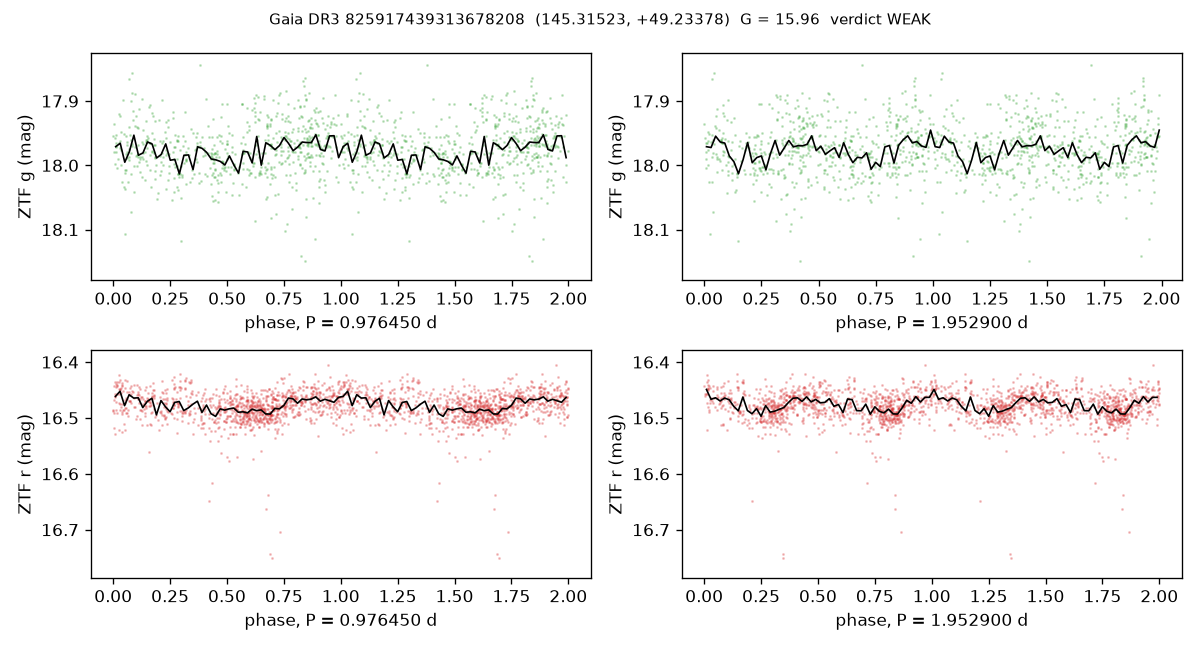 Gaia DR3 825917439313678208  (145.31523, +49.23378)  G = 15.96  verdict WEAK
ZTF g (mag)
17.9
18.0
18.1
0.00 0.25 0.50 0.75 1.00 1.25 1.50 1.75 2.00
phase, P = 0.976450 d
ZTF g (mag)
17.9
18.0
18.1
0.00 0.25 0.50 0.75 1.00 1.25 1.50 1.75 2.00
phase, P = 1.952900 d
ZTF r (mag)
16.4
16.5
16.6
16.7
0.00 0.25 0.50 0.75 1.00 1.25 1.50 1.75 2.00
phase, P = 0.976450 d
ZTF r (mag)
16.4
16.5
16.6
16.7
0.00 0.25 0.50 0.75 1.00 1.25 1.50 1.75 2.00
phase, P = 1.952900 d